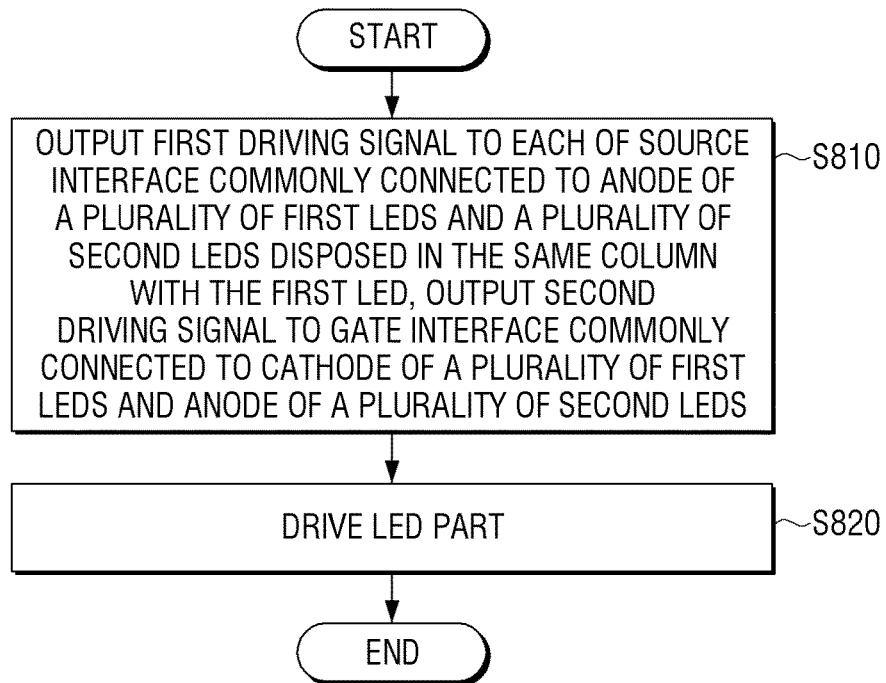 START
OUTPUT FIRST DRIVING SIGNAL TO EACH OF SOURCE
INTERFACE COMMONLY CONNECTED TO ANODE OF
A PLURALITY OF FIRST LEDS AND A PLURALITY OF
SECOND LEDS DISPOSED IN THE SAME COLUMN
WITH THE FIRST LED, OUTPUT SECOND
DRIVING SIGNAL TO GATE INTERFACE COMMONLY
CONNECTED TO CATHODE OF A PLURALITY OF FIRST
LEDS AND ANODE OF A PLURALITY OF SECOND LEDS
S810
DRIVE LED PART
S820
END